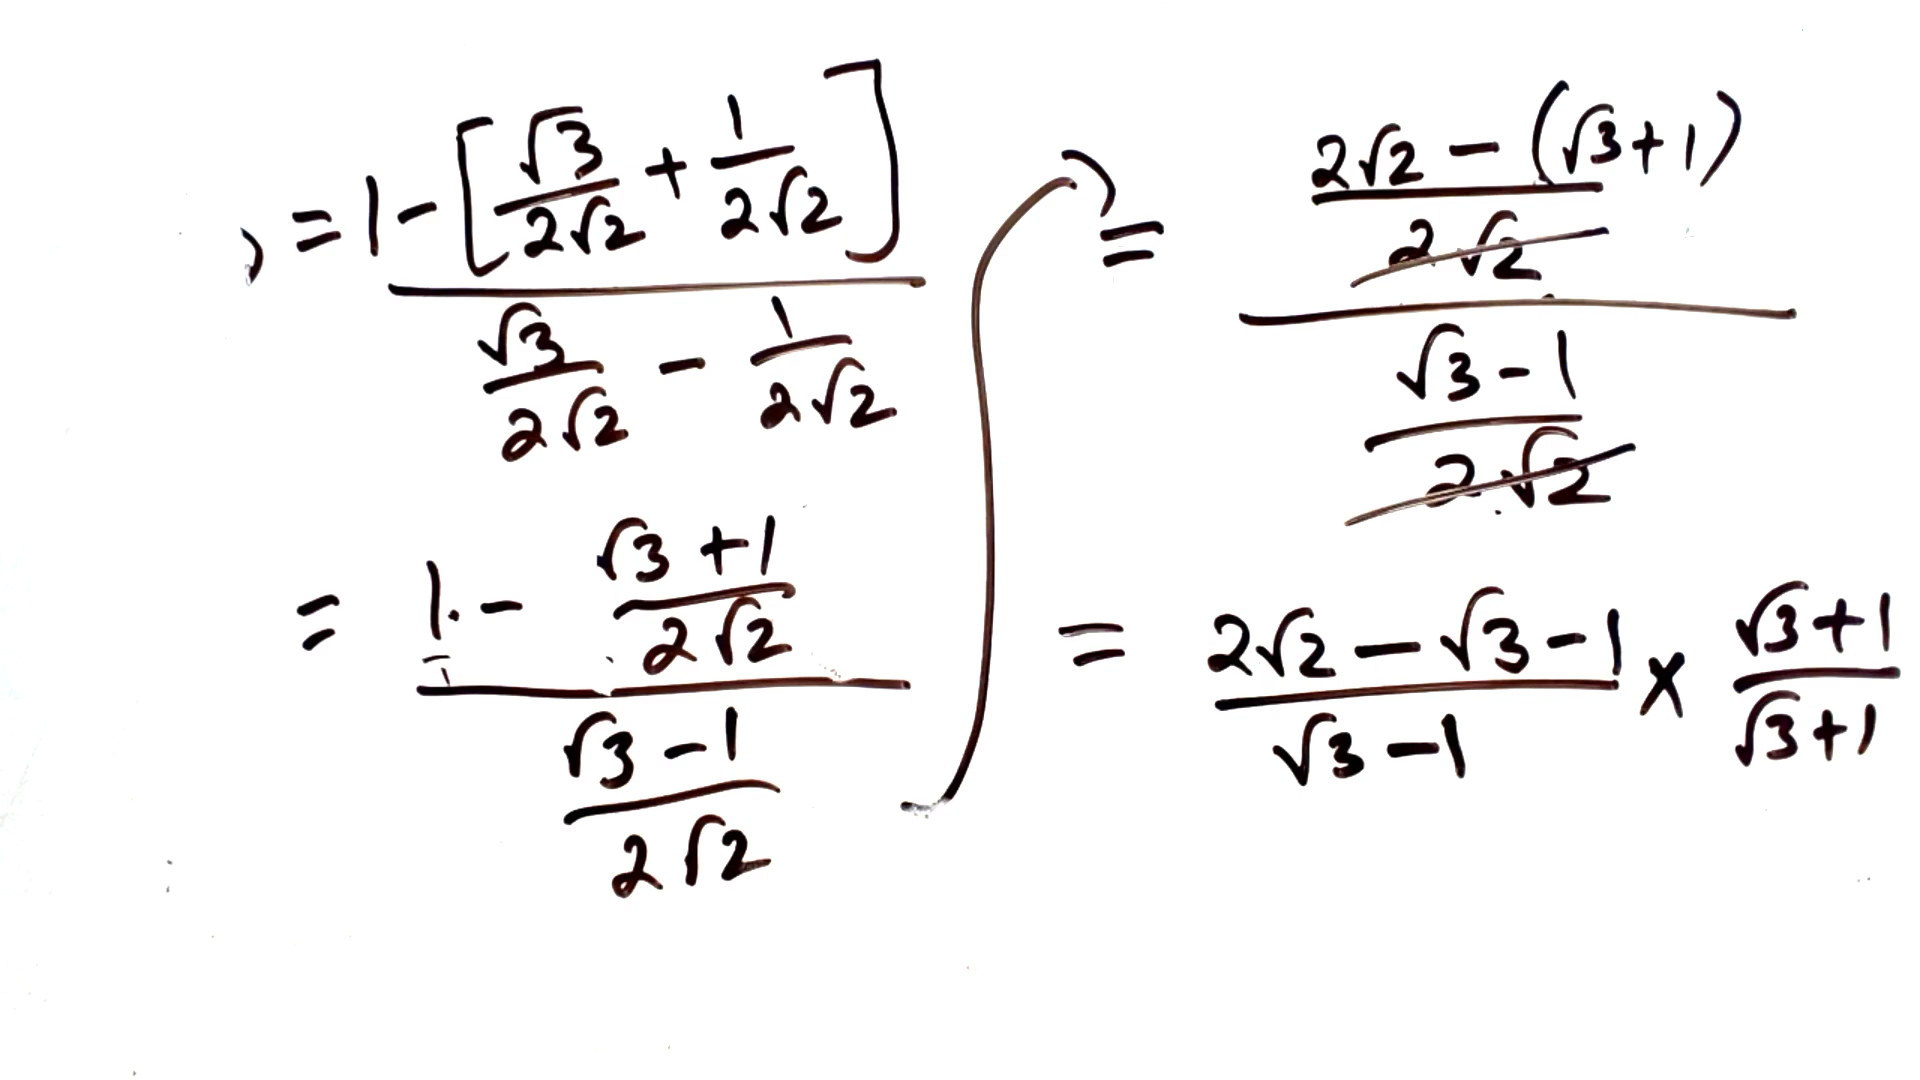 , = 1 - [√3/2√2 + 1/2√2] / (√3/2√2 - 1/2√2)
= (1 - (√3+1)/2√2) / ((√3-1)/2√2)
= ((2√2 - (√3+1))/2√2) / ((√3-1)/2√2)
= (2√2 - √3 - 1)/(√3-1) × (√3+1)/(√3+1)